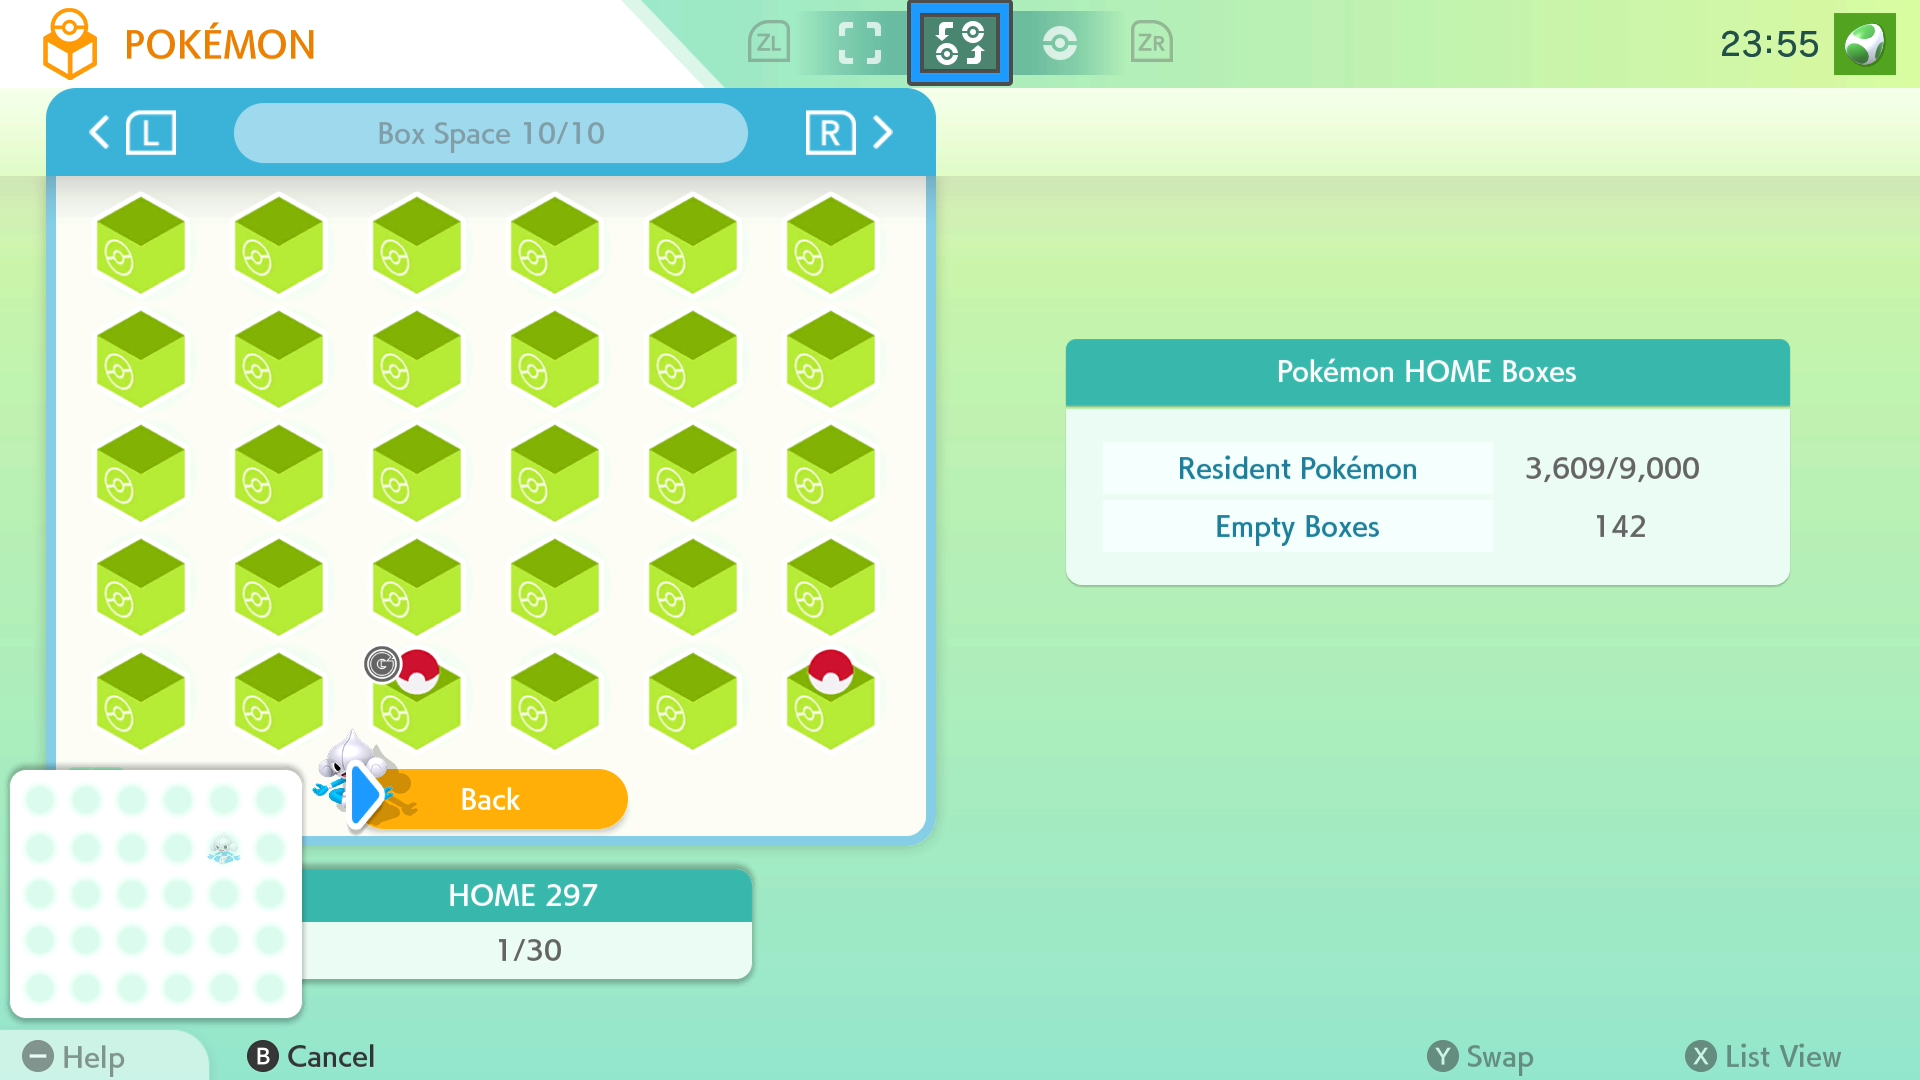 POKÉMON
ZL
ZR
23:55
L
Box Space 10/10
R
Pokémon HOME Boxes
Resident Pokémon 3,609/9,000
Empty Boxes 142
Back
HOME 297
1/30
Help
B Cancel
Y Swap
X List View